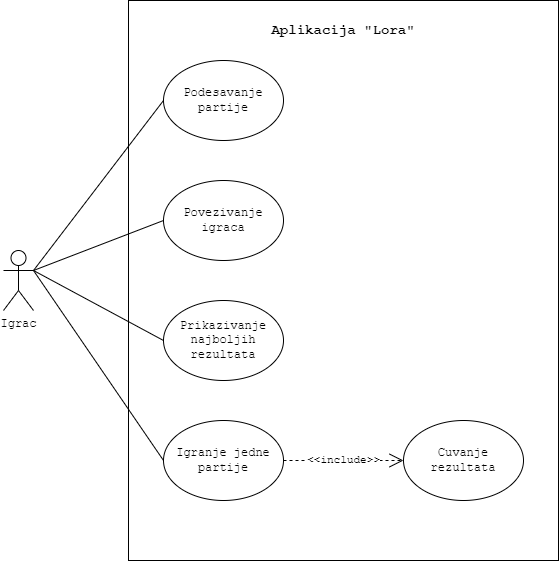 Aplikacija "Lora"
Podesavanje
partije
Povezivanje
igraca
Igrac
Prikazivanje
najboljih
rezultata
Igranje jedne
partije
<<include>>
Cuvanje
rezultata